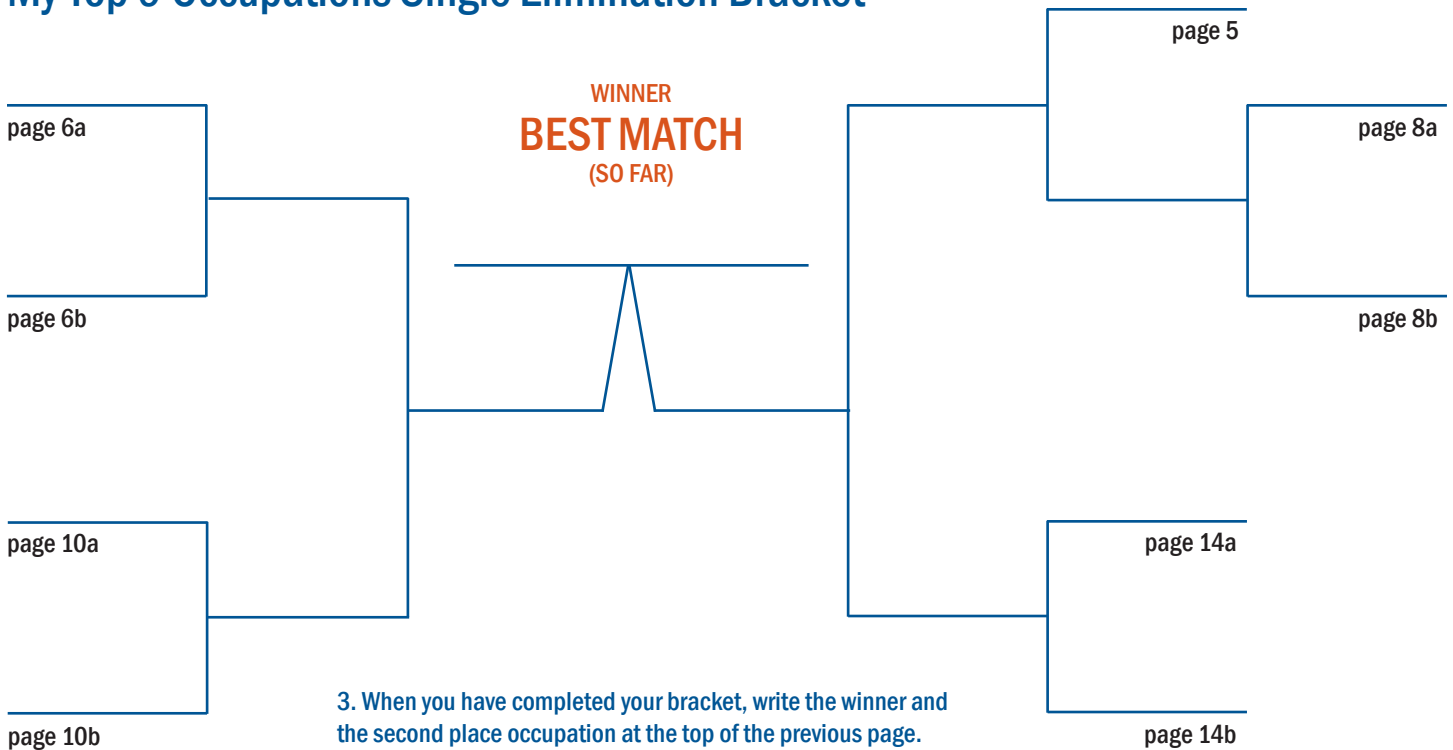 My Top Occupations Single Elimination Bracket
page 5
WINNER
BEST MATCH
(SO FAR)
page 6a
page 8a
page 6b
page 8b
page 10a
page 14a
3. When you have completed your bracket, write the winner and
the second place occupation at the top of the previous page.
page 10b
page 14b